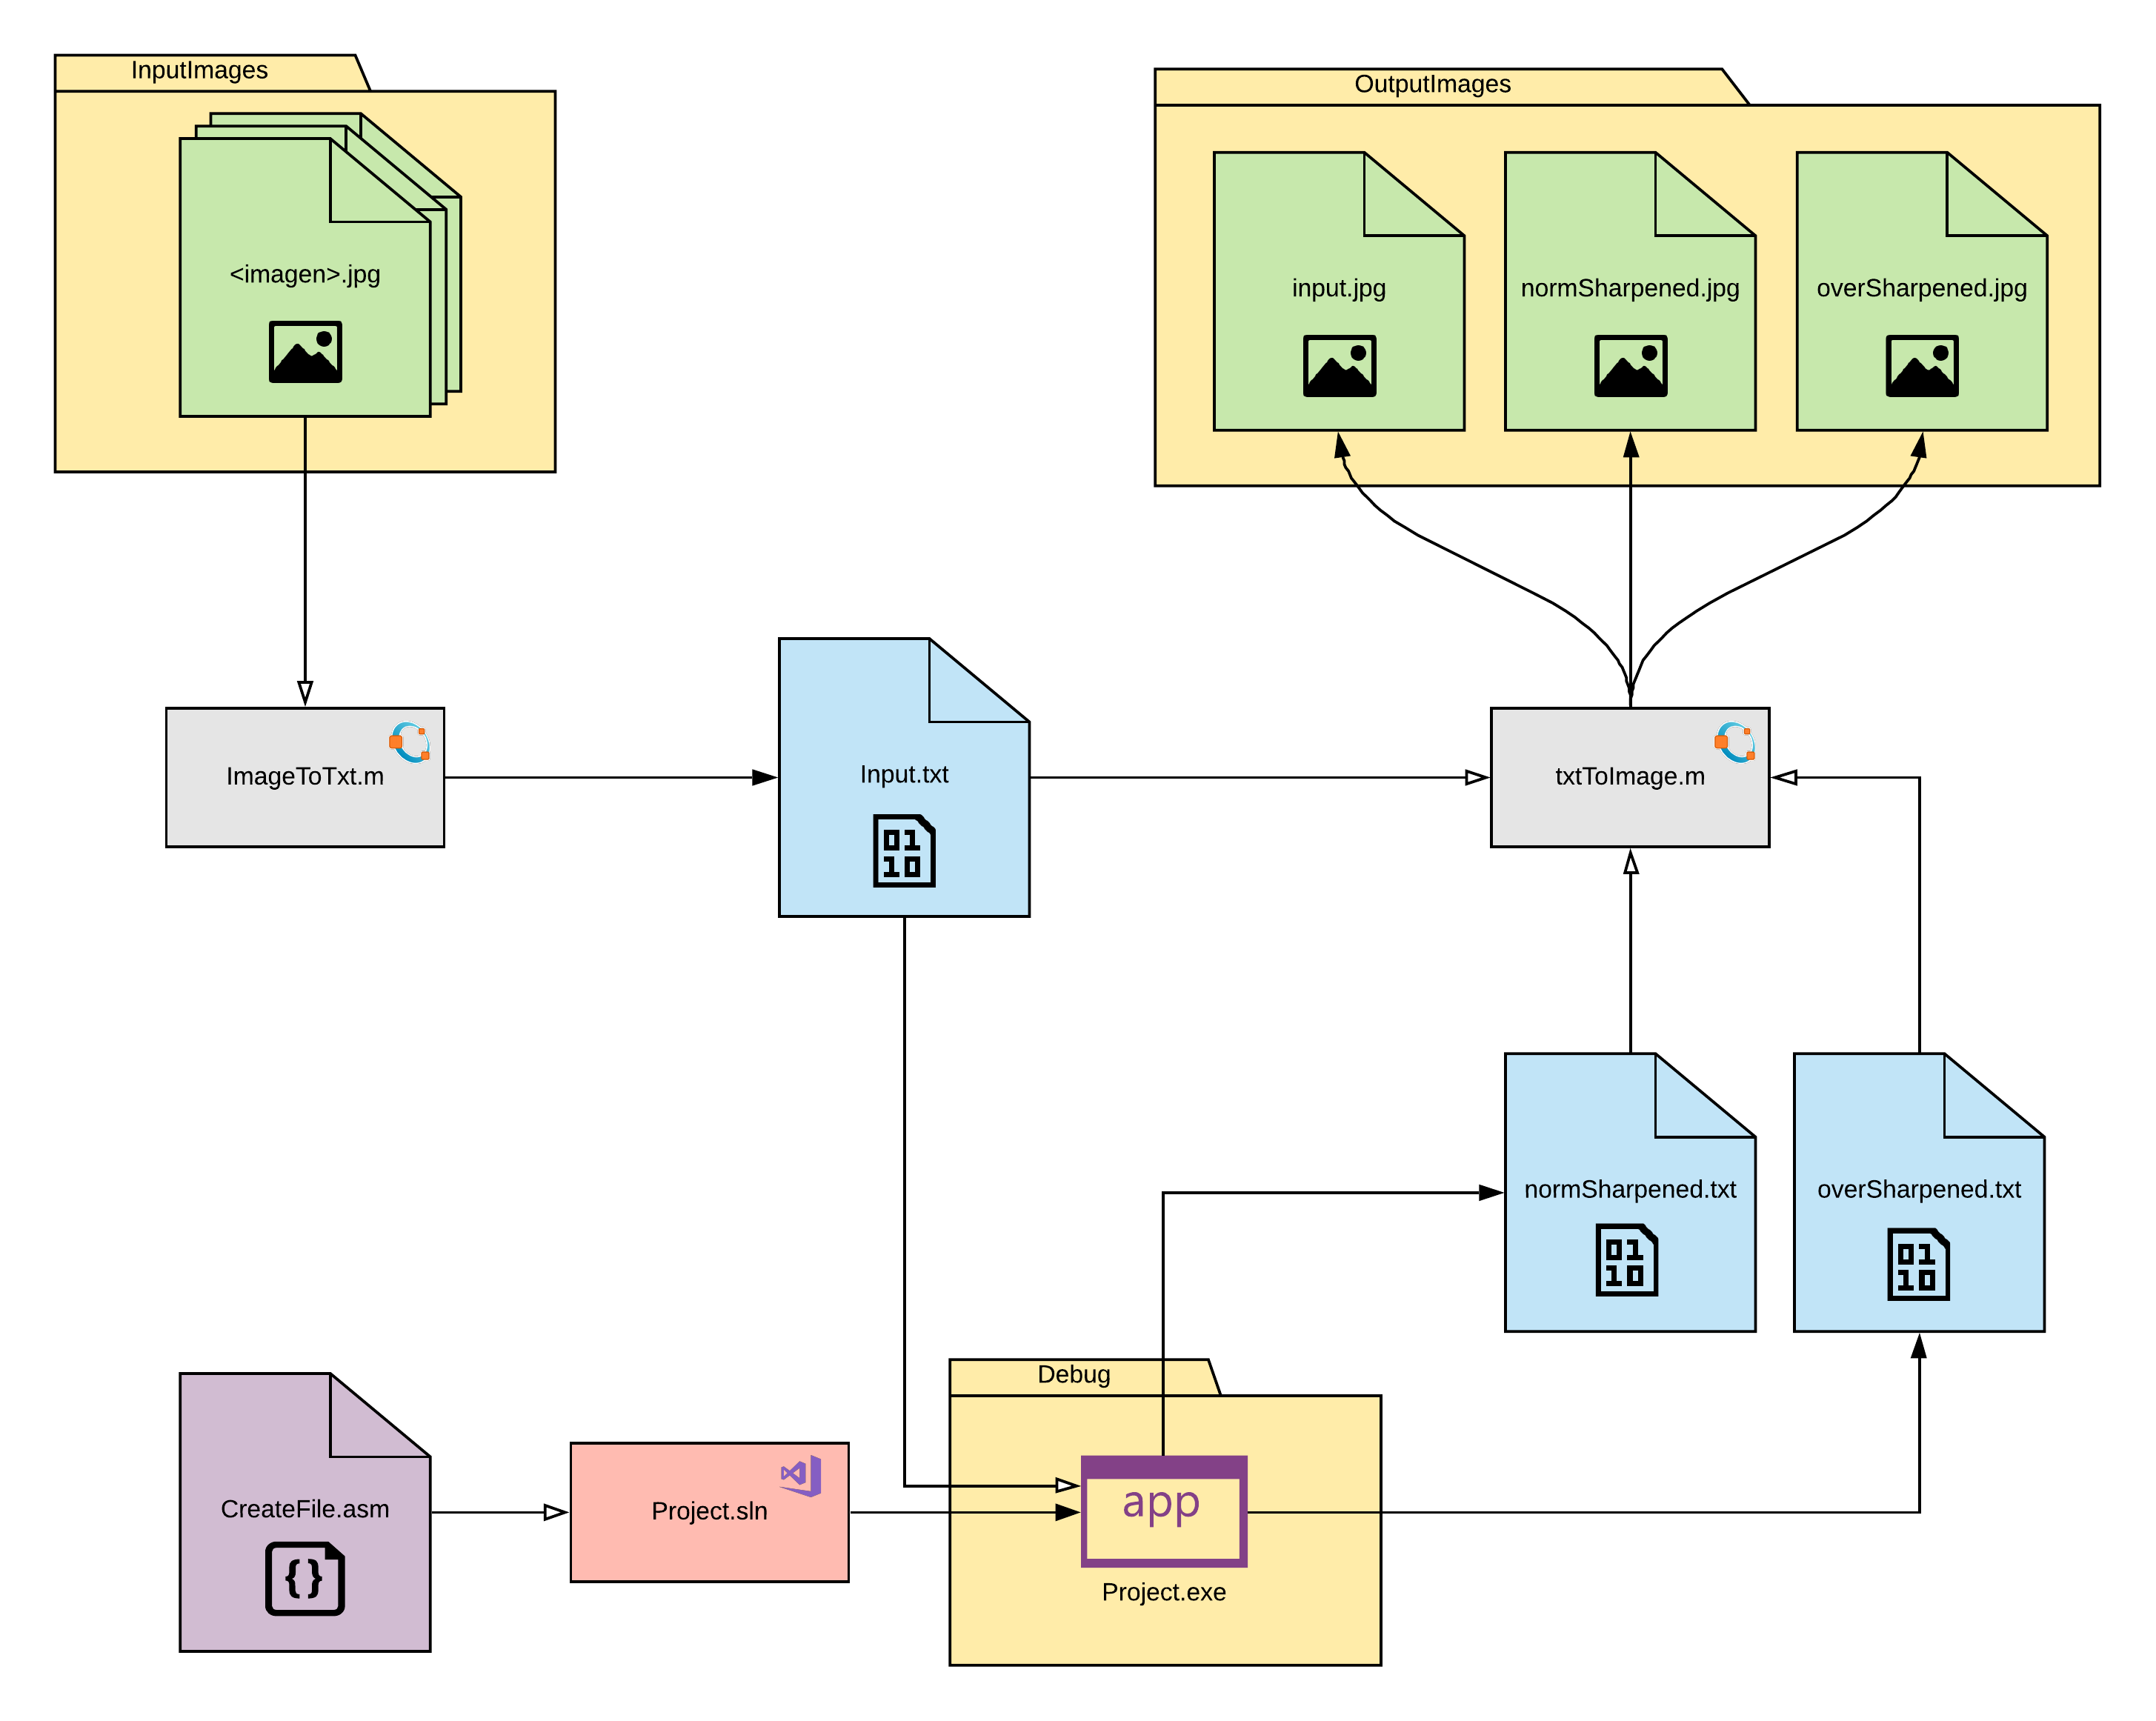 InputImages
OutputImages
<imagen>.jpg
input.jpg
normSharpened.jpg
overSharpened.jpg
ImageToTxt.m
Input.txt
01
10
txtToImage.m
normSharpened.txt
01
10
overSharpened.txt
01
10
Debug
CreateFile.asm
{}
Project.sln
app
Project.exe